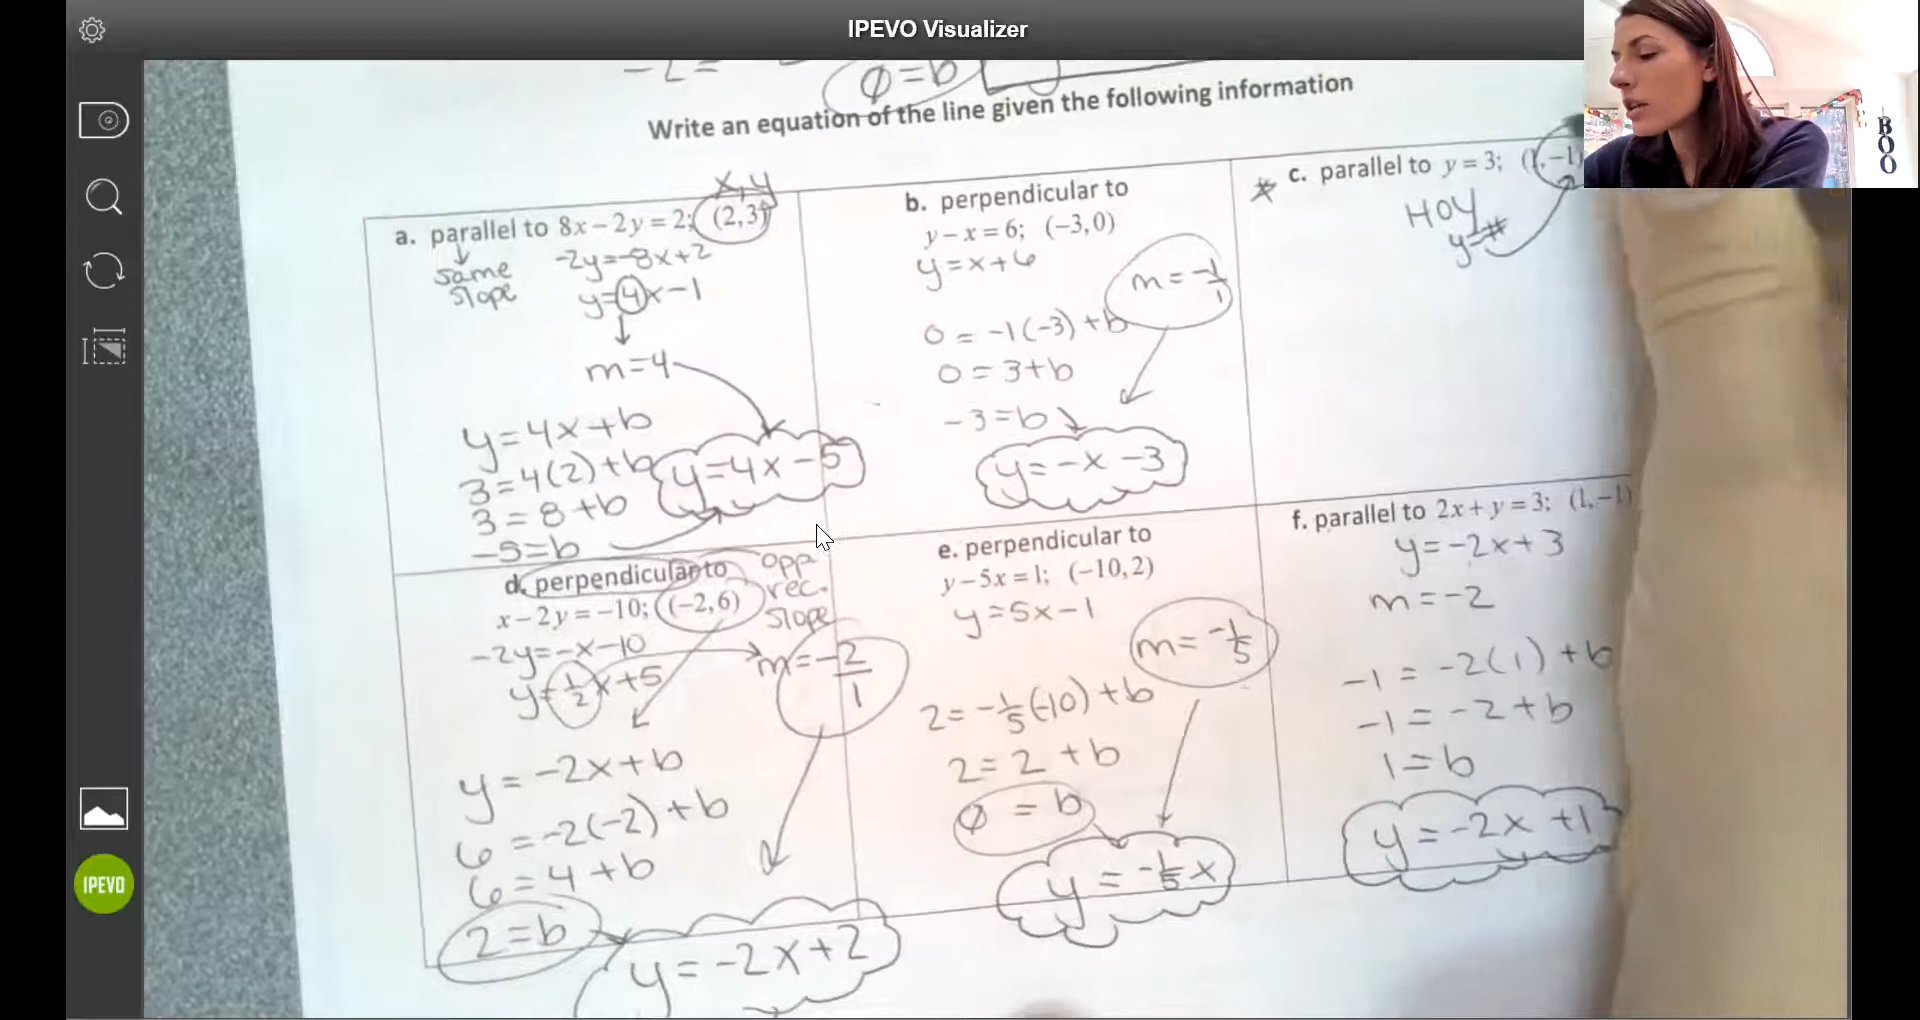 IPEVO Visualizer
-2 =
∅=b
Write an equation of the line given the following information
x, y
a. parallel to 8x − 2y = 2; (2,3)
same
slope
-2y=-8x+2
y=4x-1
m=4
y=4x+b
3=4(2)+b
3=8+b
-5=b
y=4x-5
b. perpendicular to
y − x = 6; (−3,0)
y=x+6
m=-1/1
0=-1(-3)+b
0=3+b
-3=b
y=-x-3
c. parallel to y = 3; (1,−1)
HOY
y=#
d. perpendicular to
x − 2y = −10; (−2,6)
opp.
rec.
slope
-2y=-x-10
y=1/2x+5
m=-2/1
y=-2x+b
6=-2(-2)+b
6=4+b
2=b
y=-2x+2
e. perpendicular to
y − 5x = 1; (−10,2)
y=5x-1
m=-1/5
2=-1/5(-10)+b
2=2+b
∅=b
y=-1/5x
f. parallel to 2x + y = 3; (1,−1)
y=-2x+3
m=-2
-1=-2(1)+b
-1=-2+b
1=b
y=-2x+1
BOO
IPEVO